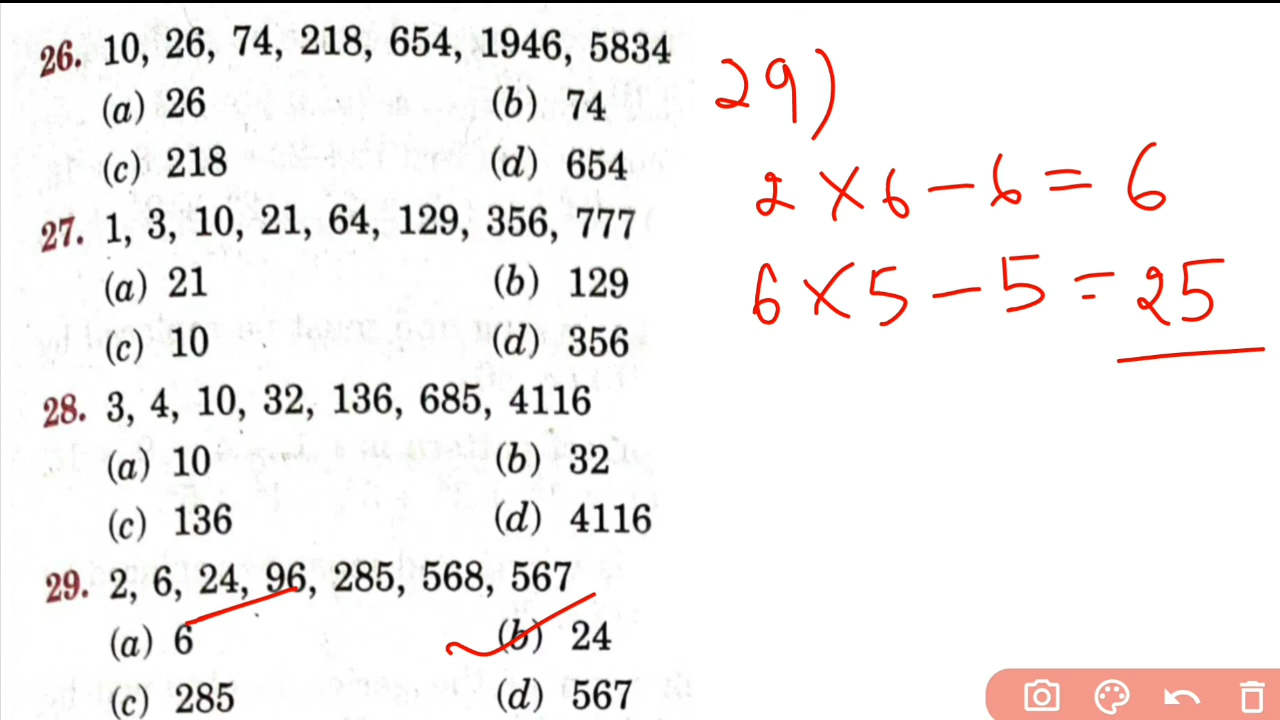 26. 10, 26, 74, 218, 654, 1946, 5834
(a) 26 (b) 74
(c) 218 (d) 654
27. 1, 3, 10, 21, 64, 129, 356, 777
(a) 21 (b) 129
(c) 10 (d) 356
28. 3, 4, 10, 32, 136, 685, 4116
(a) 10 (b) 32
(c) 136 (d) 4116
29. 2, 6, 24, 96, 285, 568, 567
(a) 6 (b) 24
(c) 285 (d) 567
29)
2 × 6 – 6 = 6
6 × 5 – 5 = 25